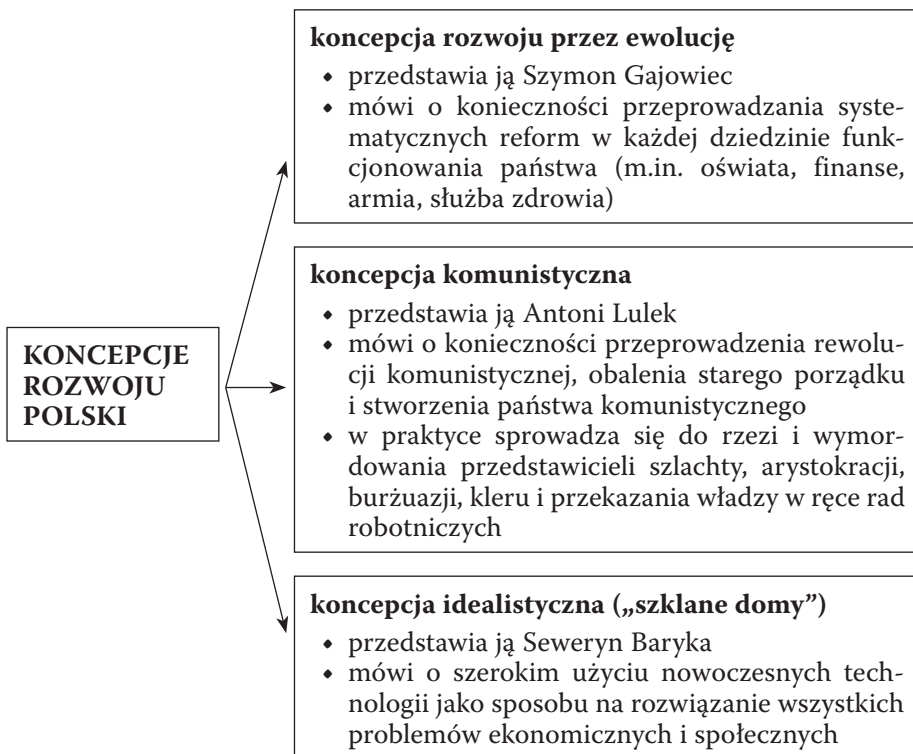 koncepcja rozwoju przez ewolucję
• przedstawia ją Szymon Gajowiec
• mówi o konieczności przeprowadzania syste-
matycznych reform w każdej dziedzinie funk-
cjonowania państwa (m.in. oświata, finanse,
armia, służba zdrowia)
koncepcja komunistyczna
• przedstawia ją Antoni Lulek
• mówi o konieczności przeprowadzenia rewolu-
cji komunistycznej, obalenia starego porządku
i stworzenia państwa komunistycznego
• w praktyce sprowadza się do rzezi i wymor-
dowania przedstawicieli szlachty, arystokracji,
burżuazji, kleru i przekazania władzy w ręce rad
robotniczych
KONCEPCJE
ROZWOJU
POLSKI
koncepcja idealistyczna („szklane domy”)
• przedstawia ją Seweryn Baryka
• mówi o szerokim użyciu nowoczesnych tech-
nologii jako sposobu na rozwiązanie wszystkich
problemów ekonomicznych i społecznych